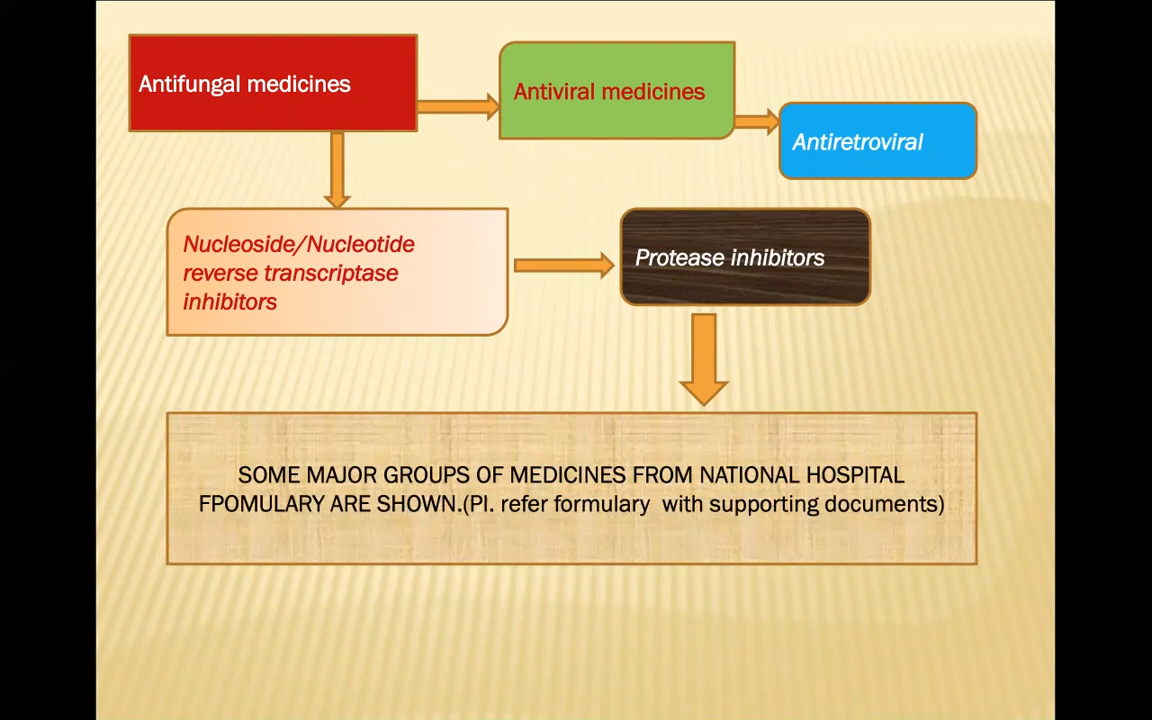 Antifungal medicines
Antiviral medicines
Antiretroviral
Nucleoside/Nucleotide
reverse transcriptase
inhibitors
Protease inhibitors
SOME MAJOR GROUPS OF MEDICINES FROM NATIONAL HOSPITAL
FPOMULARY ARE SHOWN.(Pl. refer formulary with supporting documents)